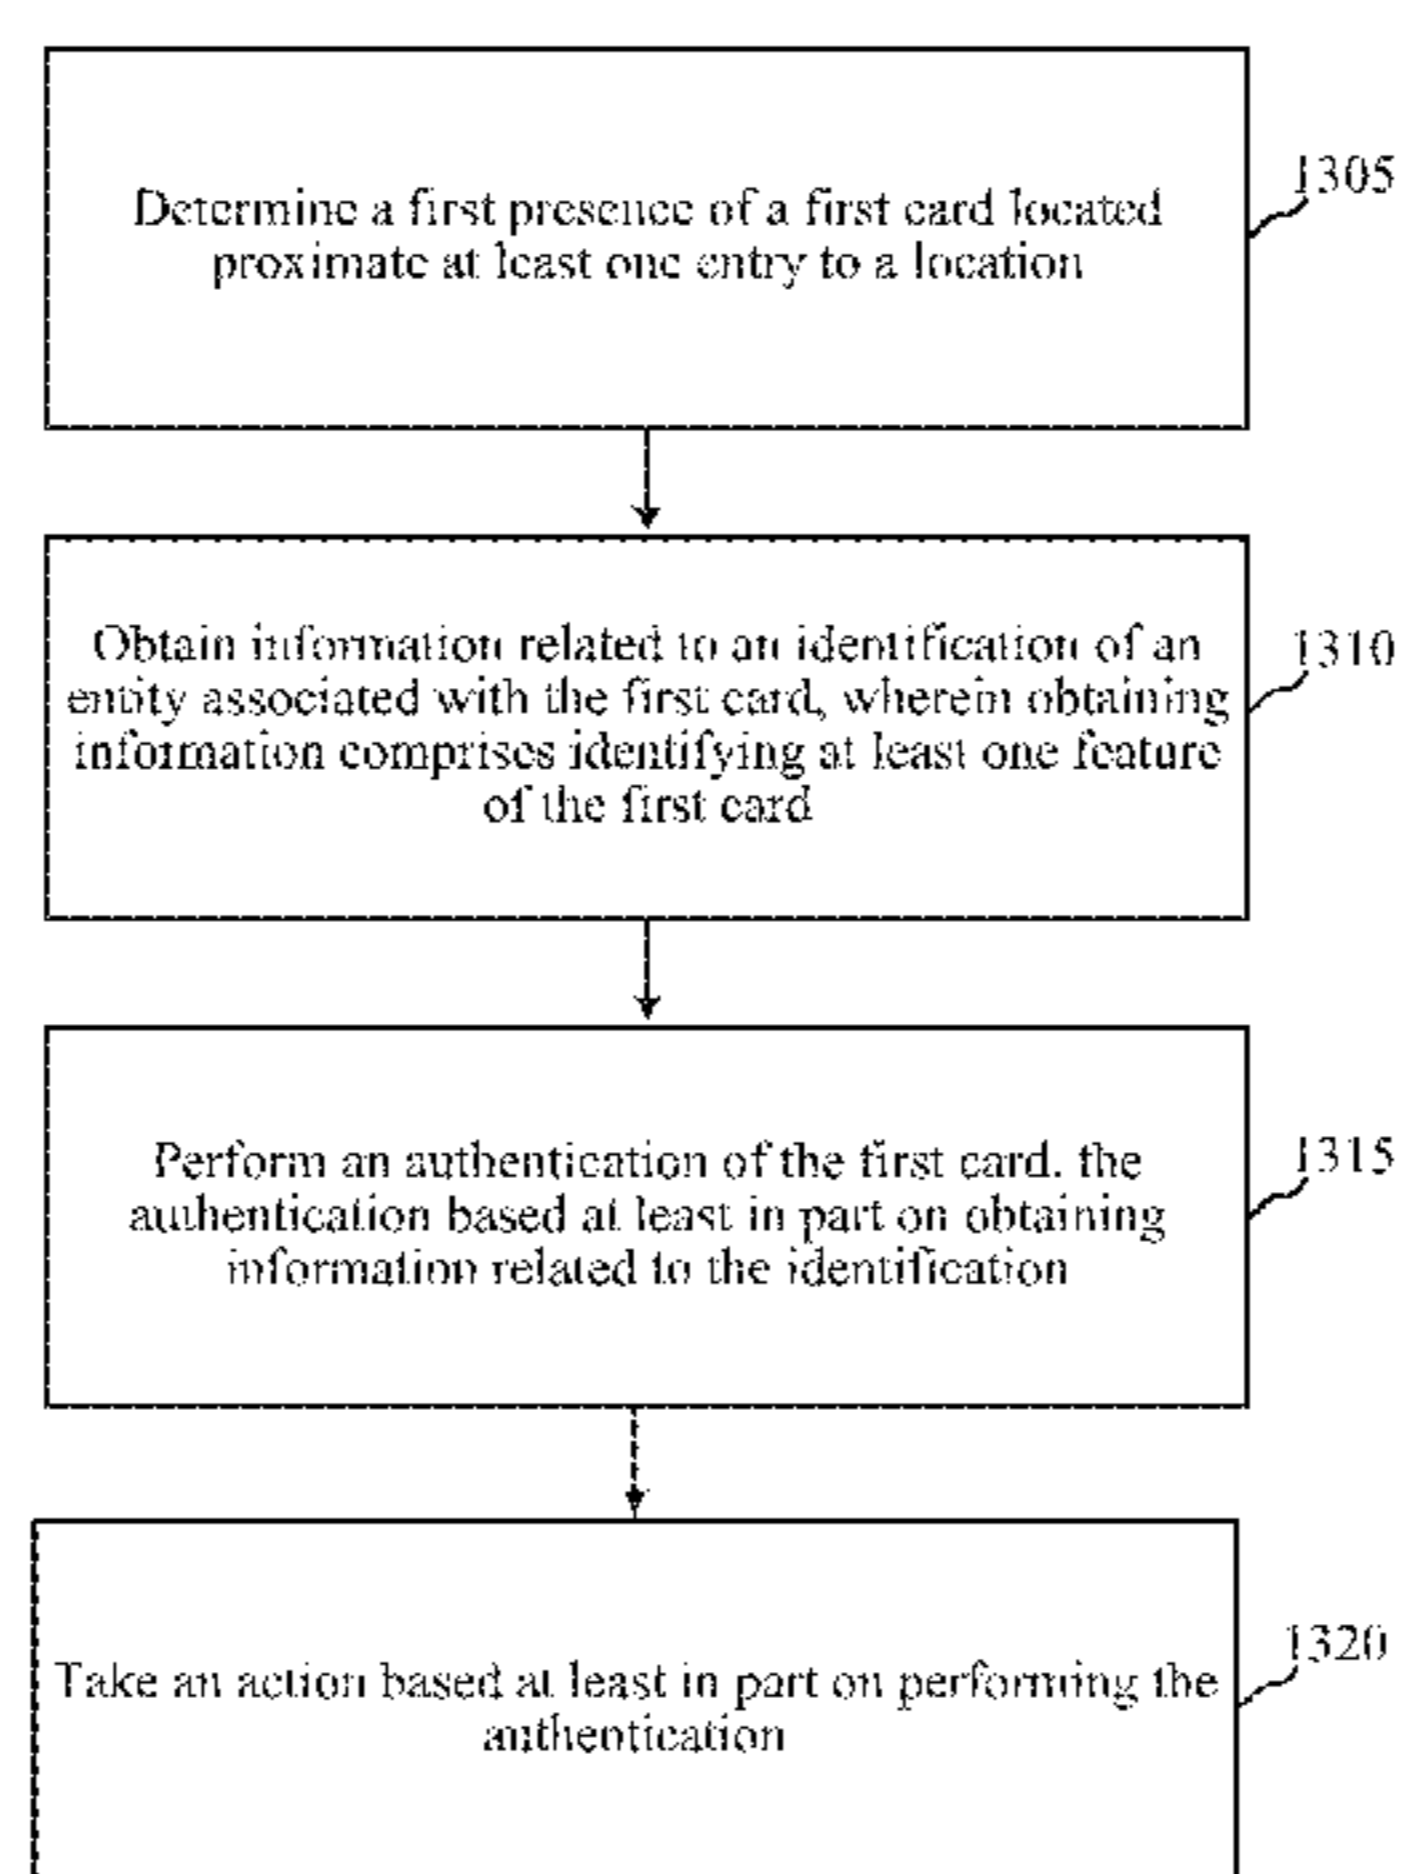 Determine a first presence of a first card located
proximate at least one entry to a location
1305
Obtain information related to an identification of an
entity associated with the first card, wherein obtaining
information comprises identifying at least one feature
of the first card
1310
Perform an authentication of the first card. the
authentication based at least in part on obtaining
information related to the identification
1315
Take an action based at least in part on performing the
authentication
1320